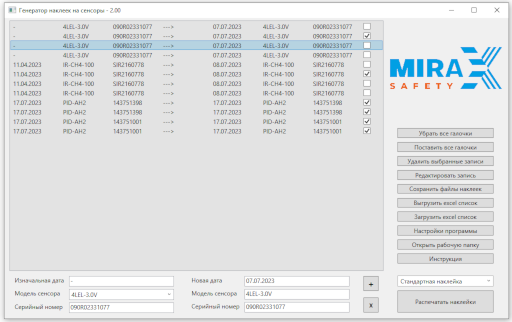 Генератор наклеек на сенсоры - 2.00
- 4LEL-3.0V 090R02331077 ----> 07.07.2023 4LEL-3.0V 090R02331077
- 4LEL-3.0V 090R02331077 ----> 07.07.2023 4LEL-3.0V 090R02331077
- 4LEL-3.0V 090R02331077 ----> 07.07.2023 4LEL-3.0V 090R02331077
- 4LEL-3.0V 090R02331077 ----> 07.07.2023 4LEL-3.0V 090R02331077
11.04.2023 IR-CH4-100 SIR2160778 ----> 08.07.2023 IR-CH4-100 SIR2160778
11.04.2023 IR-CH4-100 SIR2160778 ----> 08.07.2023 IR-CH4-100 SIR2160778
11.04.2023 IR-CH4-100 SIR2160778 ----> 08.07.2023 IR-CH4-100 SIR2160778
11.04.2023 IR-CH4-100 SIR2160778 ----> 08.07.2023 IR-CH4-100 SIR2160778
17.07.2023 PID-AH2 143751398 ----> 17.07.2023 PID-AH2 143751398
17.07.2023 PID-AH2 143751398 ----> 17.07.2023 PID-AH2 143751398
17.07.2023 PID-AH2 143751001 ----> 17.07.2023 PID-AH2 143751001
17.07.2023 PID-AH2 143751001 ----> 17.07.2023 PID-AH2 143751001
MIRAX
SAFETY
Убрать все галочки
Поставить все галочки
Удалить выбранные записи
Редактировать запись
Сохранить файлы наклеек
Выгрузить excel список
Загрузить excel список
Настройки программы
Открыть рабочую папку
Инструкция
Изначальная дата -
Модель сенсора 4LEL-3.0V
Серийный номер 090R02331077
Новая дата 07.07.2023
Модель сенсора 4LEL-3.0V
Серийный номер 090R02331077
+
x
Стандартная наклейка
Распечатать наклейки